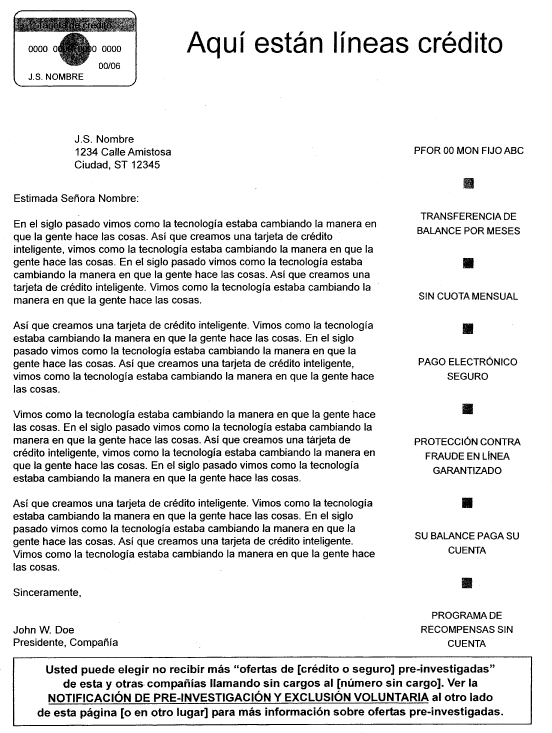 Tarjeta de crédito
0000 0000 0000 0000
00/06
J.S. NOMBRE
Aquí están líneas crédito
J.S. Nombre
1234 Calle Amistosa
Ciudad, ST 12345
Estimada Señora Nombre:
En el siglo pasado vimos como la tecnología estaba cambiando la manera en
que la gente hace las cosas. Así que creamos una tarjeta de crédito
inteligente, vimos como la tecnología estaba cambiando la manera en que la
gente hace las cosas. En el siglo pasado vimos como la tecnología estaba
cambiando la manera en que la gente hace las cosas. Así que creamos una
tarjeta de crédito inteligente. Vimos como la tecnología estaba cambiando la
manera en que la gente hace las cosas.
Así que creamos una tarjeta de crédito inteligente. Vimos como la tecnología
estaba cambiando la manera en que la gente hace las cosas. En el siglo
pasado vimos como la tecnología estaba cambiando la manera en que la
gente hace las cosas. Así que creamos una tarjeta de crédito inteligente,
vimos como la tecnología estaba cambiando la manera en que la gente hace
las cosas.
Vimos como la tecnología estaba cambiando la manera en que la gente hace
las cosas. En el siglo pasado vimos como la tecnología estaba cambiando la
manera en que la gente hace las cosas. Así que creamos una tarjeta de
crédito inteligente, vimos como la tecnología estaba cambiando la manera en
que la gente hace las cosas. En el siglo pasado vimos como la tecnología
estaba cambiando la manera en que la gente hace las cosas.
Así que creamos una tarjeta de crédito inteligente. Vimos como la tecnología
estaba cambiando la manera en que la gente hace las cosas. En el siglo
pasado vimos como la tecnología estaba cambiando la manera en que la
gente hace las cosas. Así que creamos una tarjeta de crédito inteligente.
Vimos como la tecnología estaba cambiando la manera en que la gente hace
las cosas.
Sinceramente,
John W. Doe
Presidente, Compañía
PFOR 00 MON FIJO ABC
TRANSFERENCIA DE
BALANCE POR MESES
SIN CUOTA MENSUAL
PAGO ELECTRÓNICO
SEGURO
PROTECCIÓN CONTRA
FRAUDE EN LÍNEA
GARANTIZADO
SU BALANCE PAGA SU
CUENTA
PROGRAMA DE
RECOMPENSAS SIN
CUENTA
Usted puede elegir no recibir más “ofertas de [crédito o seguro] pre-investigadas”
de esta y otras compañías llamando sin cargos al [número sin cargo]. Ver la
NOTIFICACIÓN DE PRE-INVESTIGACIÓN Y EXCLUSIÓN VOLUNTARIA al otro lado
de esta página [o en otro lugar] para más información sobre ofertas pre-investigadas.